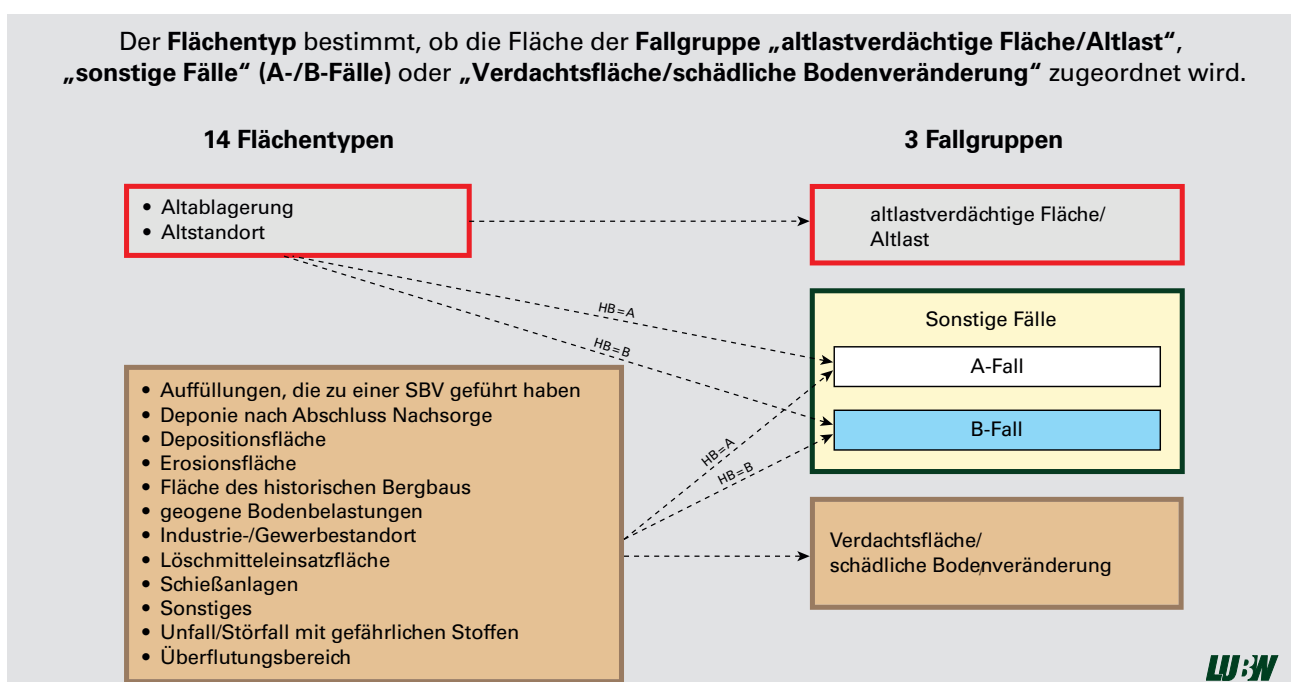 Der Flächentyp bestimmt, ob die Fläche der Fallgruppe „altlastverdächtige Fläche/Altlast“,
„sonstige Fälle“ (A-/B-Fälle) oder „Verdachtsfläche/schädliche Bodenveränderung“ zugeordnet wird.
14 Flächentypen
3 Fallgruppen
• Altablagerung
• Altstandort
altlastverdächtige Fläche/
Altlast
HB=A
HB=B
Sonstige Fälle
A-Fall
B-Fall
• Auffüllungen, die zu einer SBV geführt haben
• Deponie nach Abschluss Nachsorge
• Depositionsfläche
• Erosionsfläche
• Fläche des historischen Bergbaus
• geogene Bodenbelastungen
• Industrie-/Gewerbestandort
• Löschmitteleinsatzfläche
• Schießanlagen
• Sonstiges
• Unfall/Störfall mit gefährlichen Stoffen
• Überflutungsbereich
HB=A
HB=B
Verdachtsfläche/
schädliche Bodenveränderung
LUBW